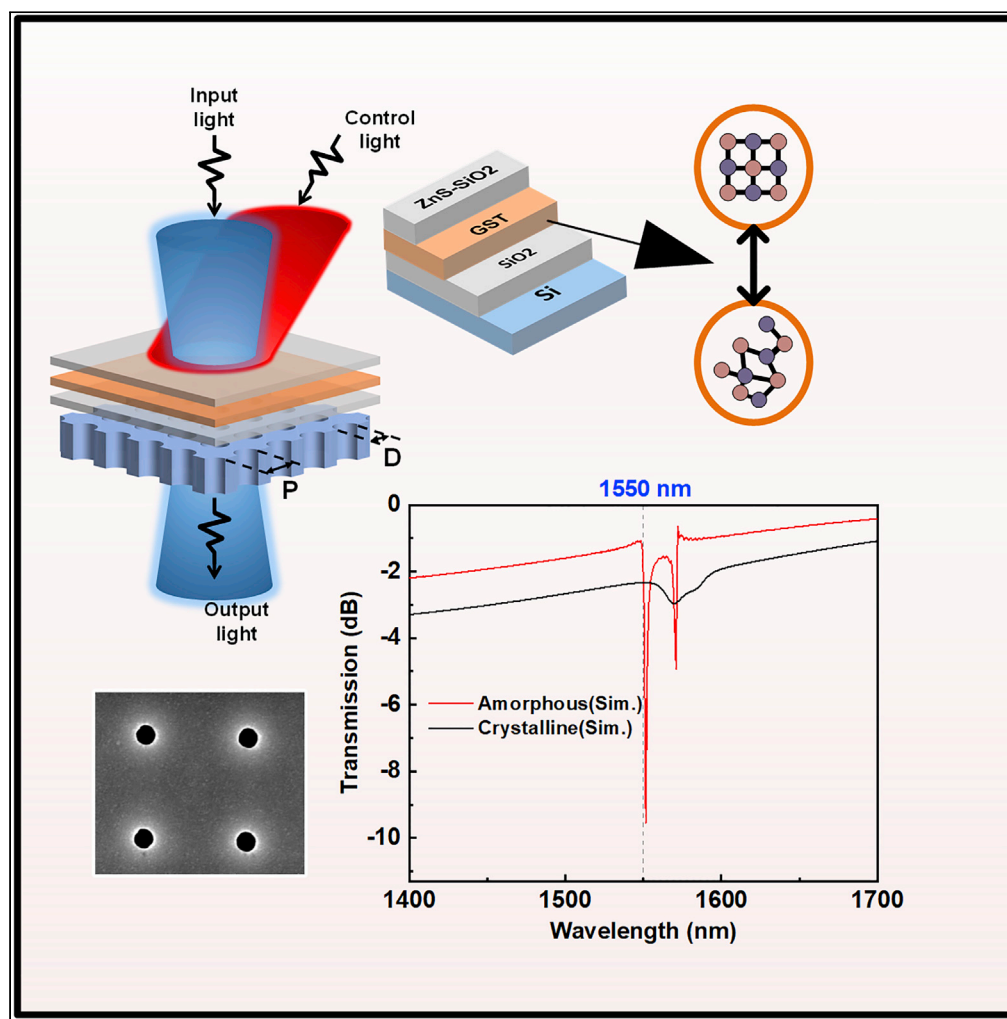 Input
light
Control
light
ZnS-SiO2
GST
SiO2
Si
D
P
Output
light
1550 nm
0
-2
-4
-6
-8
-10
Transmission (dB)
Amorphous(Sim.)
Crystalline(Sim.)
1400
1500
1600
1700
Wavelength (nm)